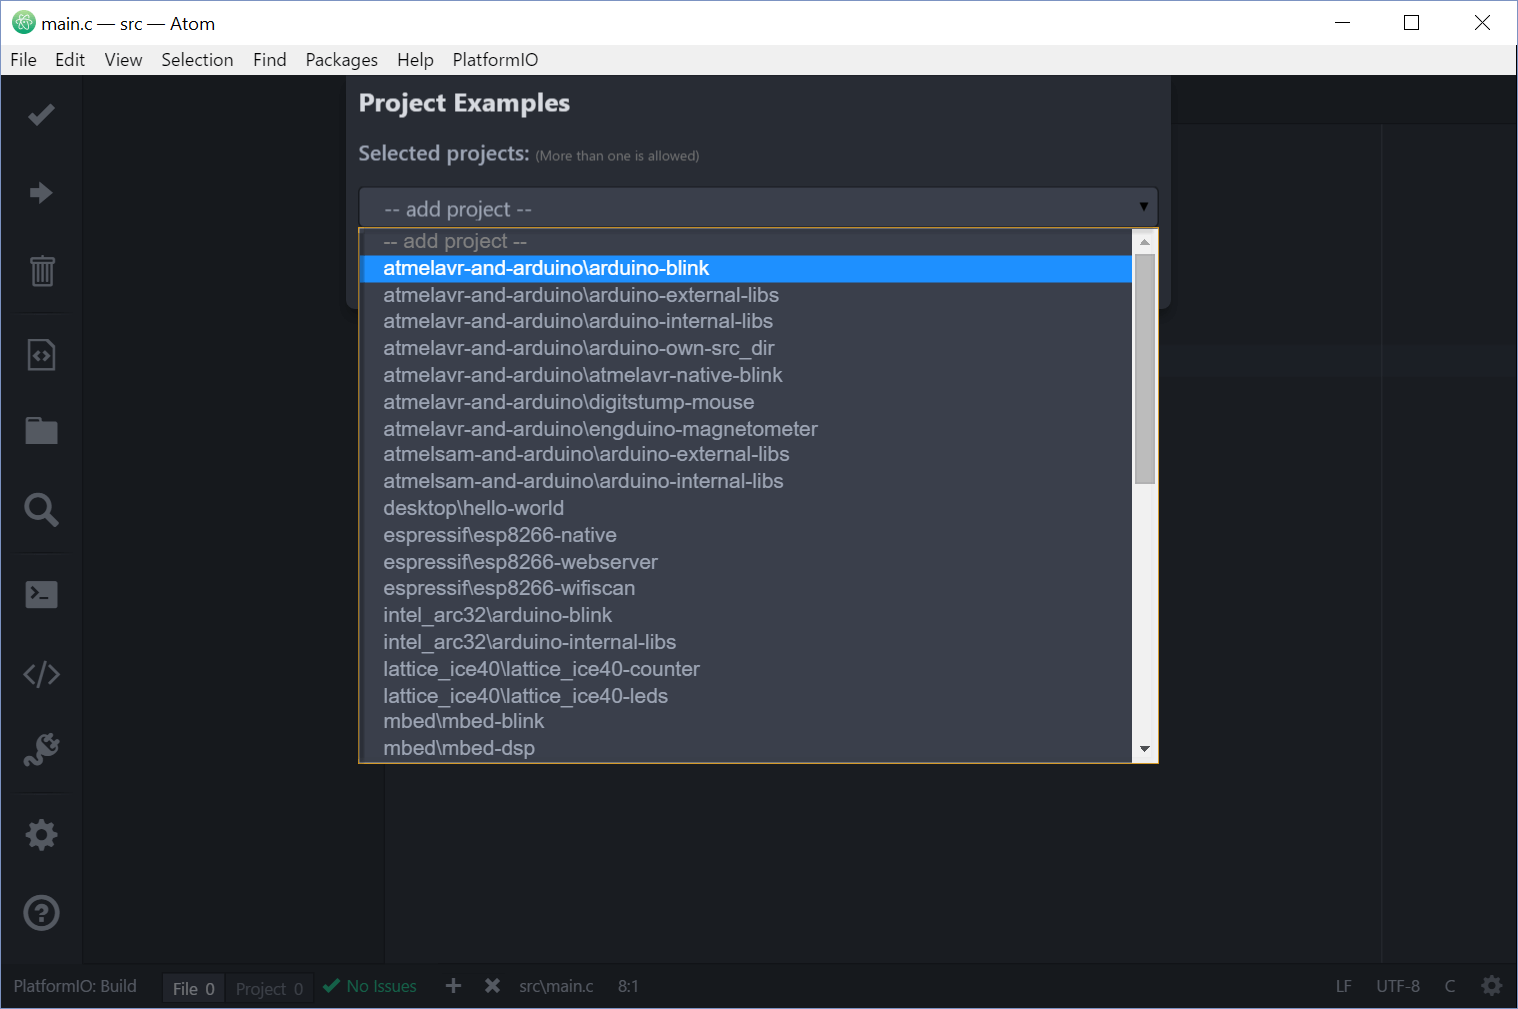 main.c — src — Atom
File Edit View Selection Find Packages Help PlatformIO
Project Examples
Selected projects: (More than one is allowed)
-- add project --
-- add project --
atmelavr-and-arduino\arduino-blink
atmelavr-and-arduino\arduino-external-libs
atmelavr-and-arduino\arduino-internal-libs
atmelavr-and-arduino\arduino-own-src_dir
atmelavr-and-arduino\atmelavr-native-blink
atmelavr-and-arduino\digitstump-mouse
atmelavr-and-arduino\engduino-magnetometer
atmelsam-and-arduino\arduino-external-libs
atmelsam-and-arduino\arduino-internal-libs
desktop\hello-world
espressif\esp8266-native
espressif\esp8266-webserver
espressif\esp8266-wifiscan
intel_arc32\arduino-blink
intel_arc32\arduino-internal-libs
lattice_ice40\lattice_ice40-counter
lattice_ice40\lattice_ice40-leds
mbed\mbed-blink
mbed\mbed-dsp
PlatformIO: Build File 0 Project 0 No Issues src\main.c 8:1 LF UTF-8 C